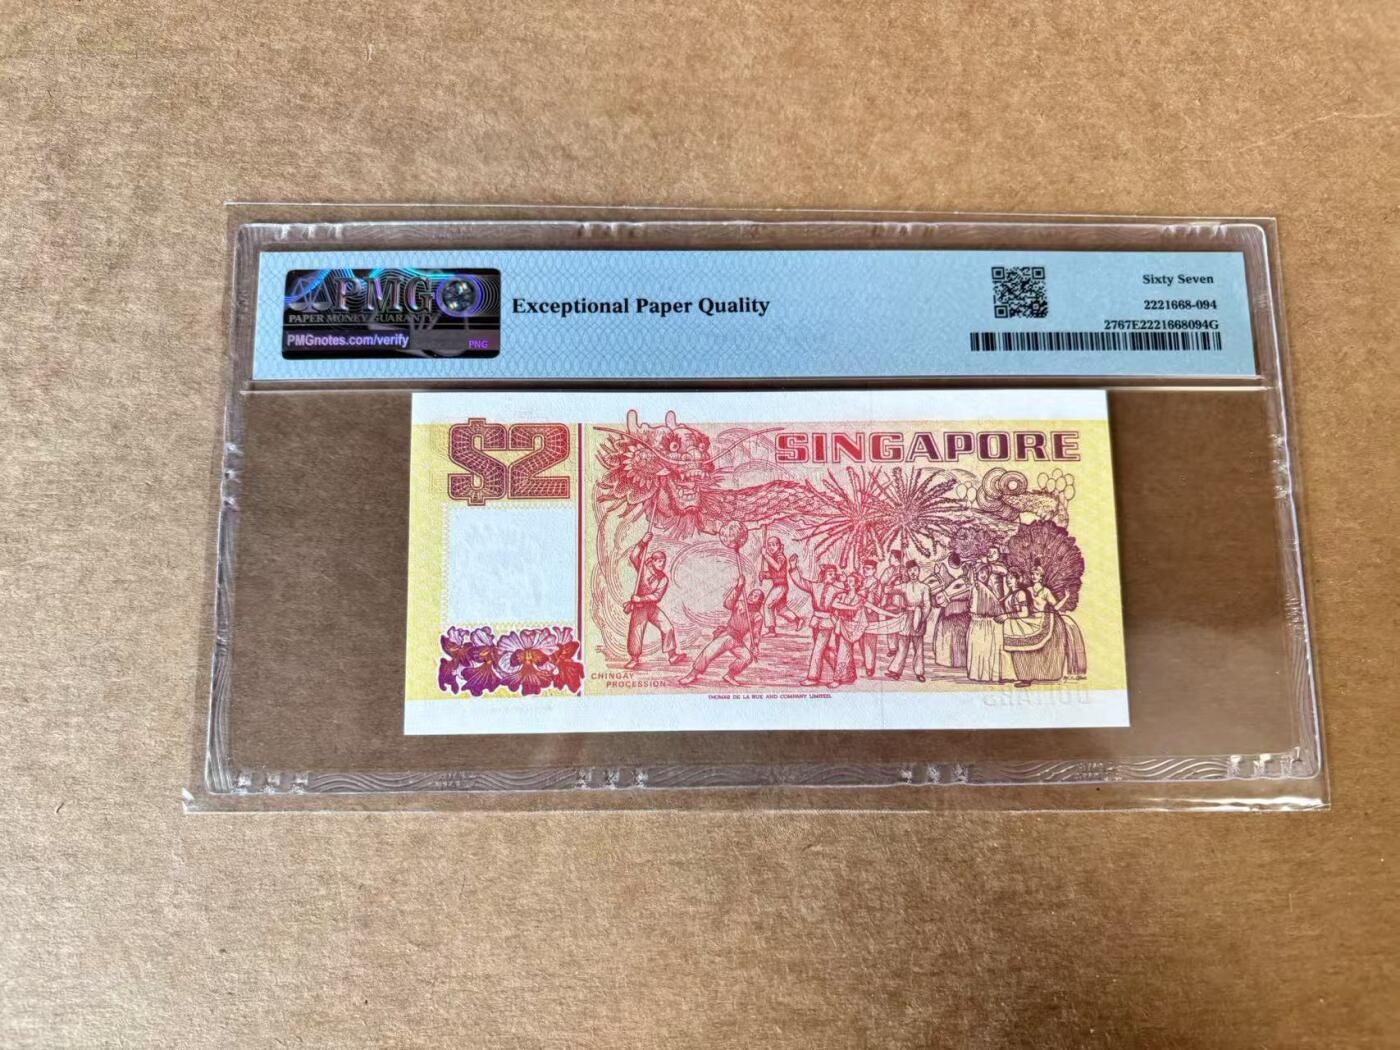 PMG
PAPER MONEY GUARANTY
PMGnotes.com/verify
PNG
Exceptional Paper Quality
Sixty Seven
2221668-094
2767E2221668094G
$2
SINGAPORE
CHINGAY
PROCESSION
THOMAS DE LA RUE AND COMPANY LIMITED.